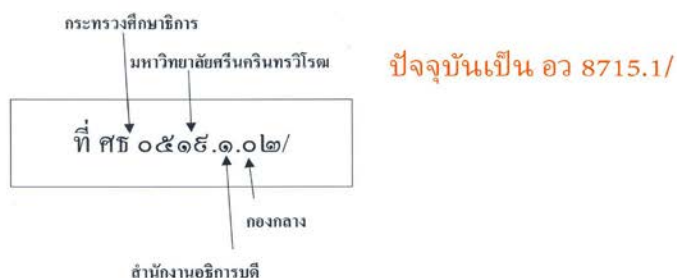 กระทรวงศึกษาธิการ
มหาวิทยาลัยศรีนครินทรวิโรฒ
ปัจจุบันเป็น อว 8715.1/
ที่ ศธ ๐๕๑๙.๑.๐๒/
กองกลาง
สำนักงานอธิการบดี